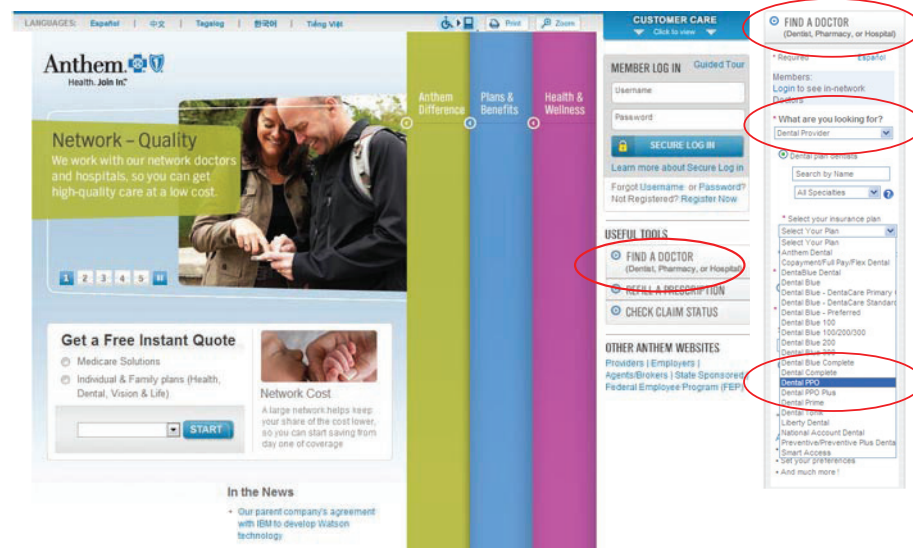 LANGUAGES: Español | 中文 | Tagalog | 한국어 | Tiếng Việt
Print
Zoom
Anthem
Health. Join In.
Network – Quality
We work with our network doctors
and hospitals, so you can get
high-quality care at a low cost.
1 2 3 4 5
Get a Free Instant Quote
Medicare Solutions
Individual & Family plans (Health,
Dental, Vision & Life)
START
Network Cost
A large network helps keep
your share of the cost lower,
so you can start saving from
day one of coverage
In the News
• Our parent company's agreement
with IBM to develop Watson
technology
Anthem
Difference
Plans &
Benefits
Health &
Wellness
CUSTOMER CARE
Click to view
MEMBER LOG IN Guided Tour
Username
Password
SECURE LOG IN
Learn more about Secure Log in
Forgot Username or Password?
Not Registered? Register Now
USEFUL TOOLS
FIND A DOCTOR
(Dentist, Pharmacy, or Hospital)
REFILL A PRESCRIPTION
CHECK CLAIM STATUS
OTHER ANTHEM WEBSITES
Providers | Employers |
Agents/Brokers | State Sponsored
Federal Employee Program (FEP)
FIND A DOCTOR
(Dentist, Pharmacy, or Hospital)
* Required Español
Members:
Login to see in-network
Doctors
* What are you looking for?
Dental Provider
Dental plan dentists
Search by Name
All Specialties ?
* Select your insurance plan
Select Your Plan
Select Your Plan
Anthem Dental
Copayment/Full Pay/Flex Dental
DentaBlue Dental
Dental Blue
Dental Blue - DentaCare Primary
Dental Blue - DentaCare Standard
Dental Blue - Preferred
Dental Blue 100
Dental Blue 100/200/300
Dental Blue 200
Dental Blue 300
Dental Blue Complete
Dental Complete
Dental PPO
Dental PPO Plus
Dental Prime
Dental Tonik
Liberty Dental
National Account Dental
Preventive/Preventive Plus Denta
Smart Access
• Set your preferences
• And much more!